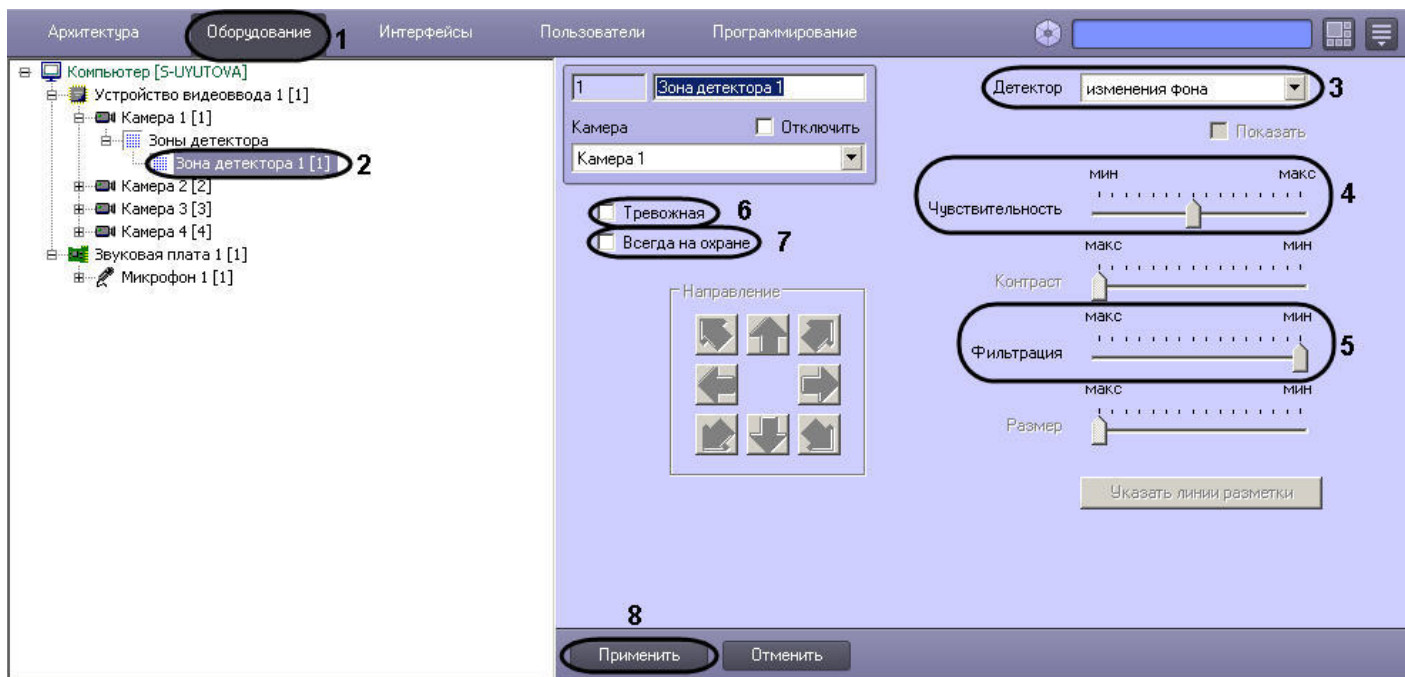 Архитектура Оборудование 1 Интерфейсы Пользователи Программирование
Компьютер [S-UYUTOVA]
Устройство видеоввода 1 [1]
Камера 1 [1]
Зоны детектора
Зона детектора 1 [1] 2
Камера 2 [2]
Камера 3 [3]
Камера 4 [4]
Звуковая плата 1 [1]
Микрофон 1 [1]
1 Зона детектора 1
Камера Отключить
Камера 1
Тревожная 6
Всегда на охране 7
Направление
Детектор изменения фона 3
Показать
мин макс
Чувствительность 4
макс мин
Контраст
макс мин
Фильтрация 5
макс мин
Размер
Указать линии разметки
8
Применить Отменить